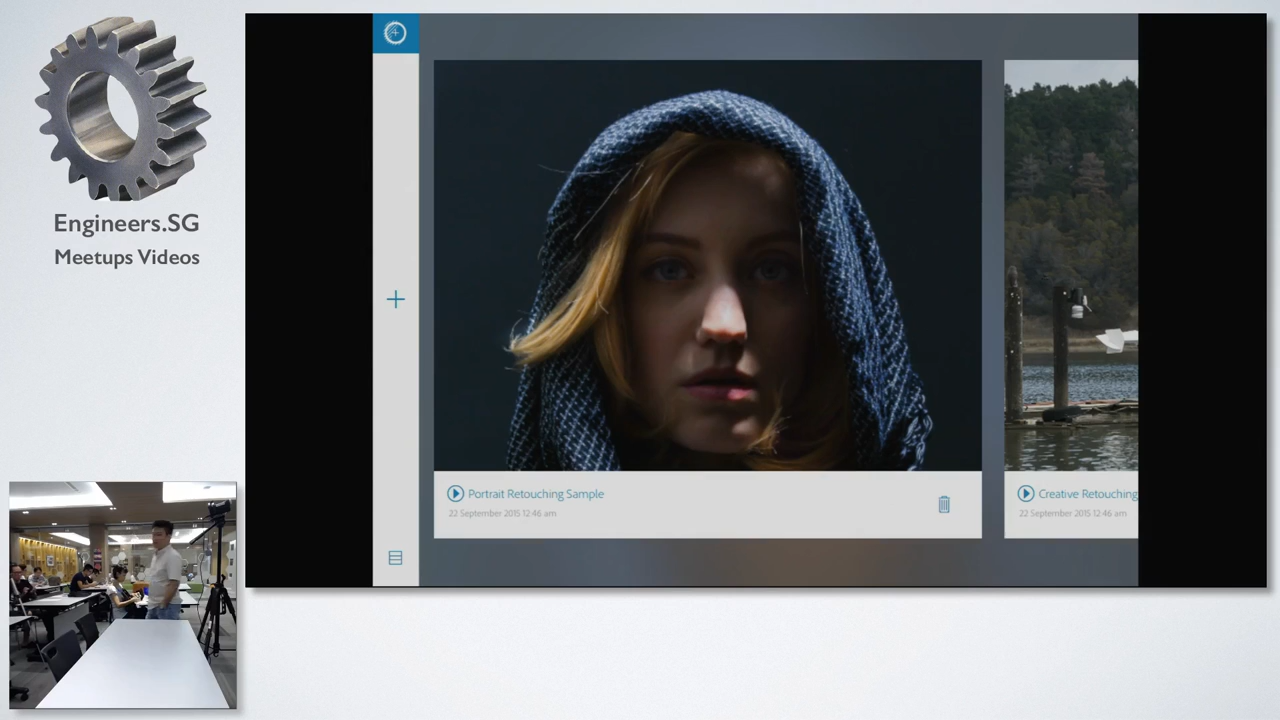 Engineers.SG
Meetups Videos
Portrait Retouching Sample
22 September 2015 12:46 am
Creative Retouching
22 September 2015 12:46 am